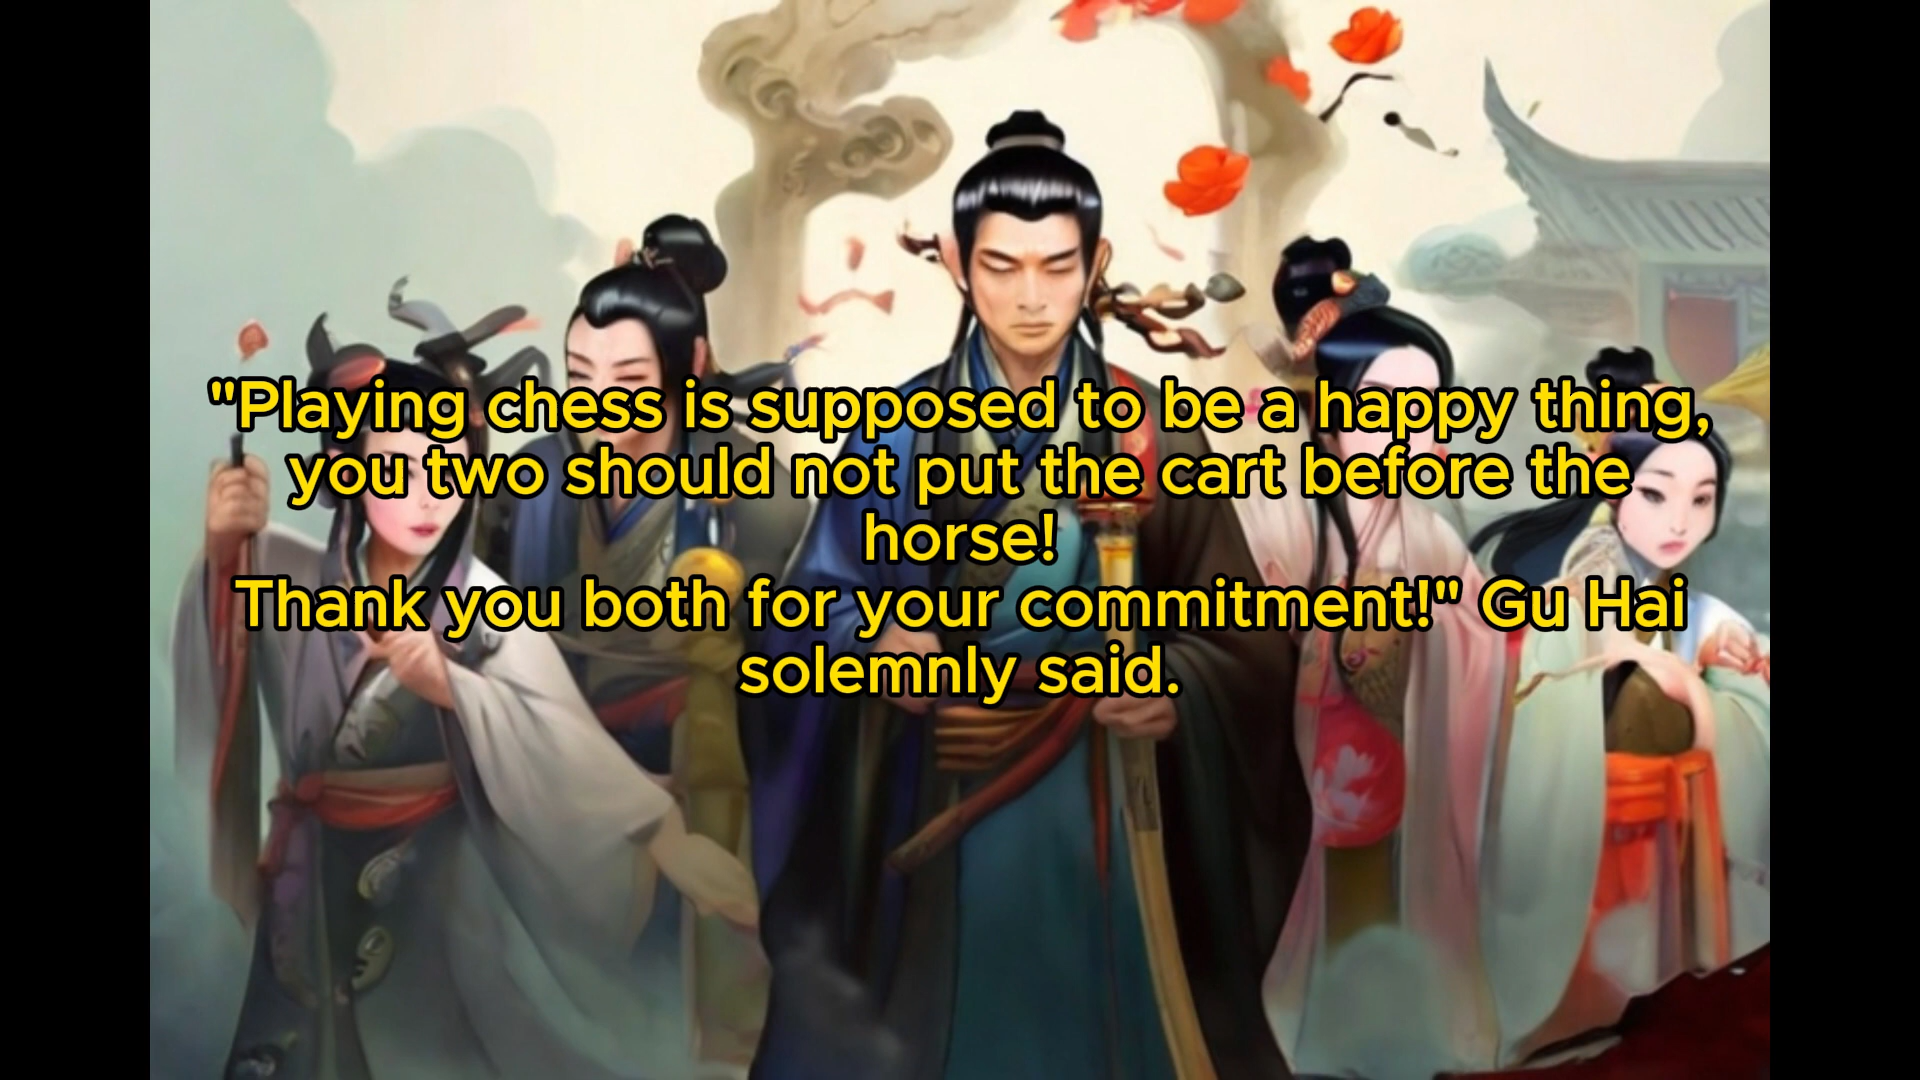 "Playing chess is supposed to be a happy thing,
you two should not put the cart before the
horse!
Thank you both for your commitment!" Gu Hai
solemnly said.